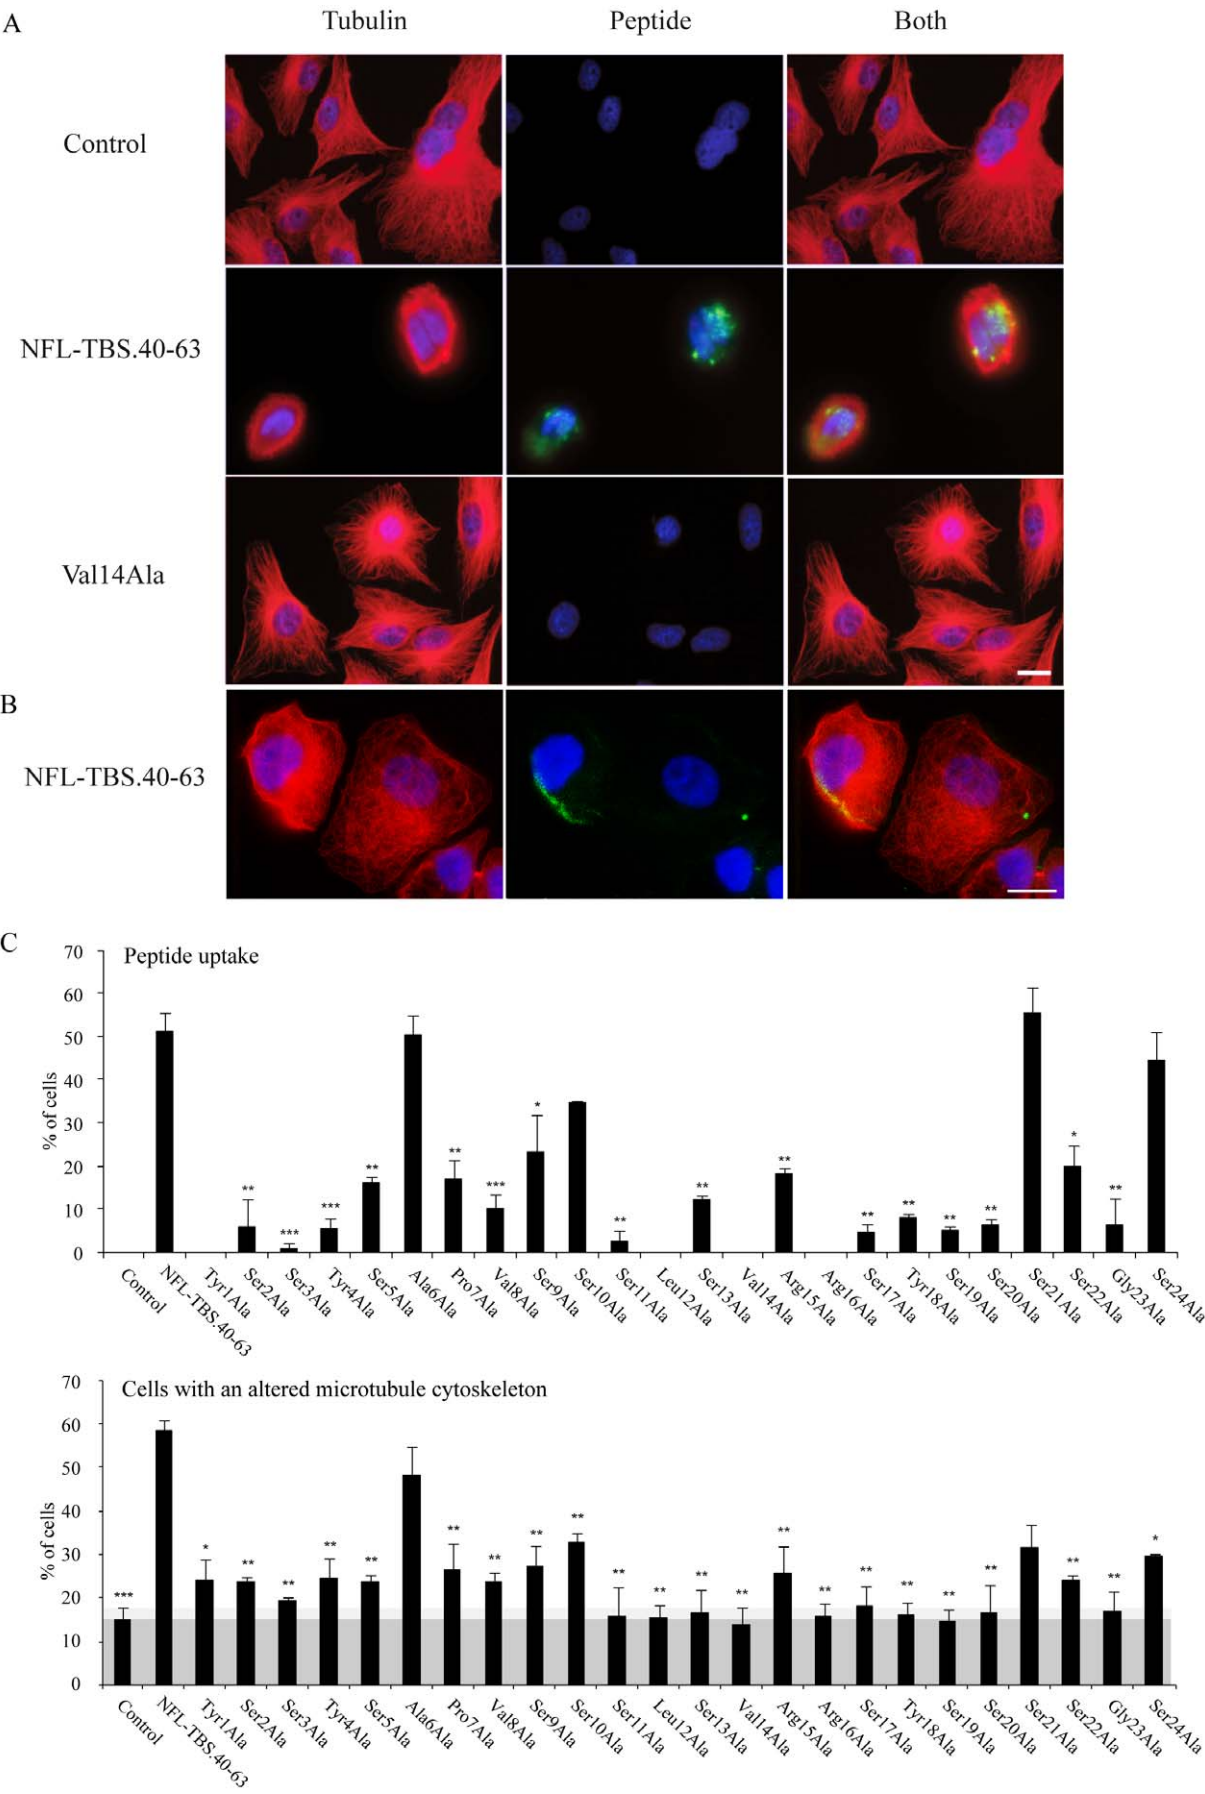 A
Tubulin Peptide Both
Control
NFL-TBS.40-63
Val14Ala
B
NFL-TBS.40-63
C
Peptide uptake
% of cells
70
60
50
40
30
20
10
0
** *** *** ** ** *** * ** ** ** ** ** ** ** * **
Control NFL-TBS.40-63 Tyr1Ala Ser2Ala Ser3Ala Tyr4Ala Ser5Ala Ala6Ala Pro7Ala Val8Ala Ser9Ala Ser10Ala Ser11Ala Leu12Ala Ser13Ala Val14Ala Arg15Ala Arg16Ala Ser17Ala Tyr18Ala Ser19Ala Ser20Ala Ser21Ala Ser22Ala Gly23Ala Ser24Ala
Cells with an altered microtubule cytoskeleton
% of cells
70
60
50
40
30
20
10
0
*** * ** ** ** ** ** ** ** ** ** ** ** ** ** ** ** ** ** ** ** ** *
Control NFL-TBS.40-63 Tyr1Ala Ser2Ala Ser3Ala Tyr4Ala Ser5Ala Ala6Ala Pro7Ala Val8Ala Ser9Ala Ser10Ala Ser11Ala Leu12Ala Ser13Ala Val14Ala Arg15Ala Arg16Ala Ser17Ala Tyr18Ala Ser19Ala Ser20Ala Ser21Ala Ser22Ala Gly23Ala Ser24Ala